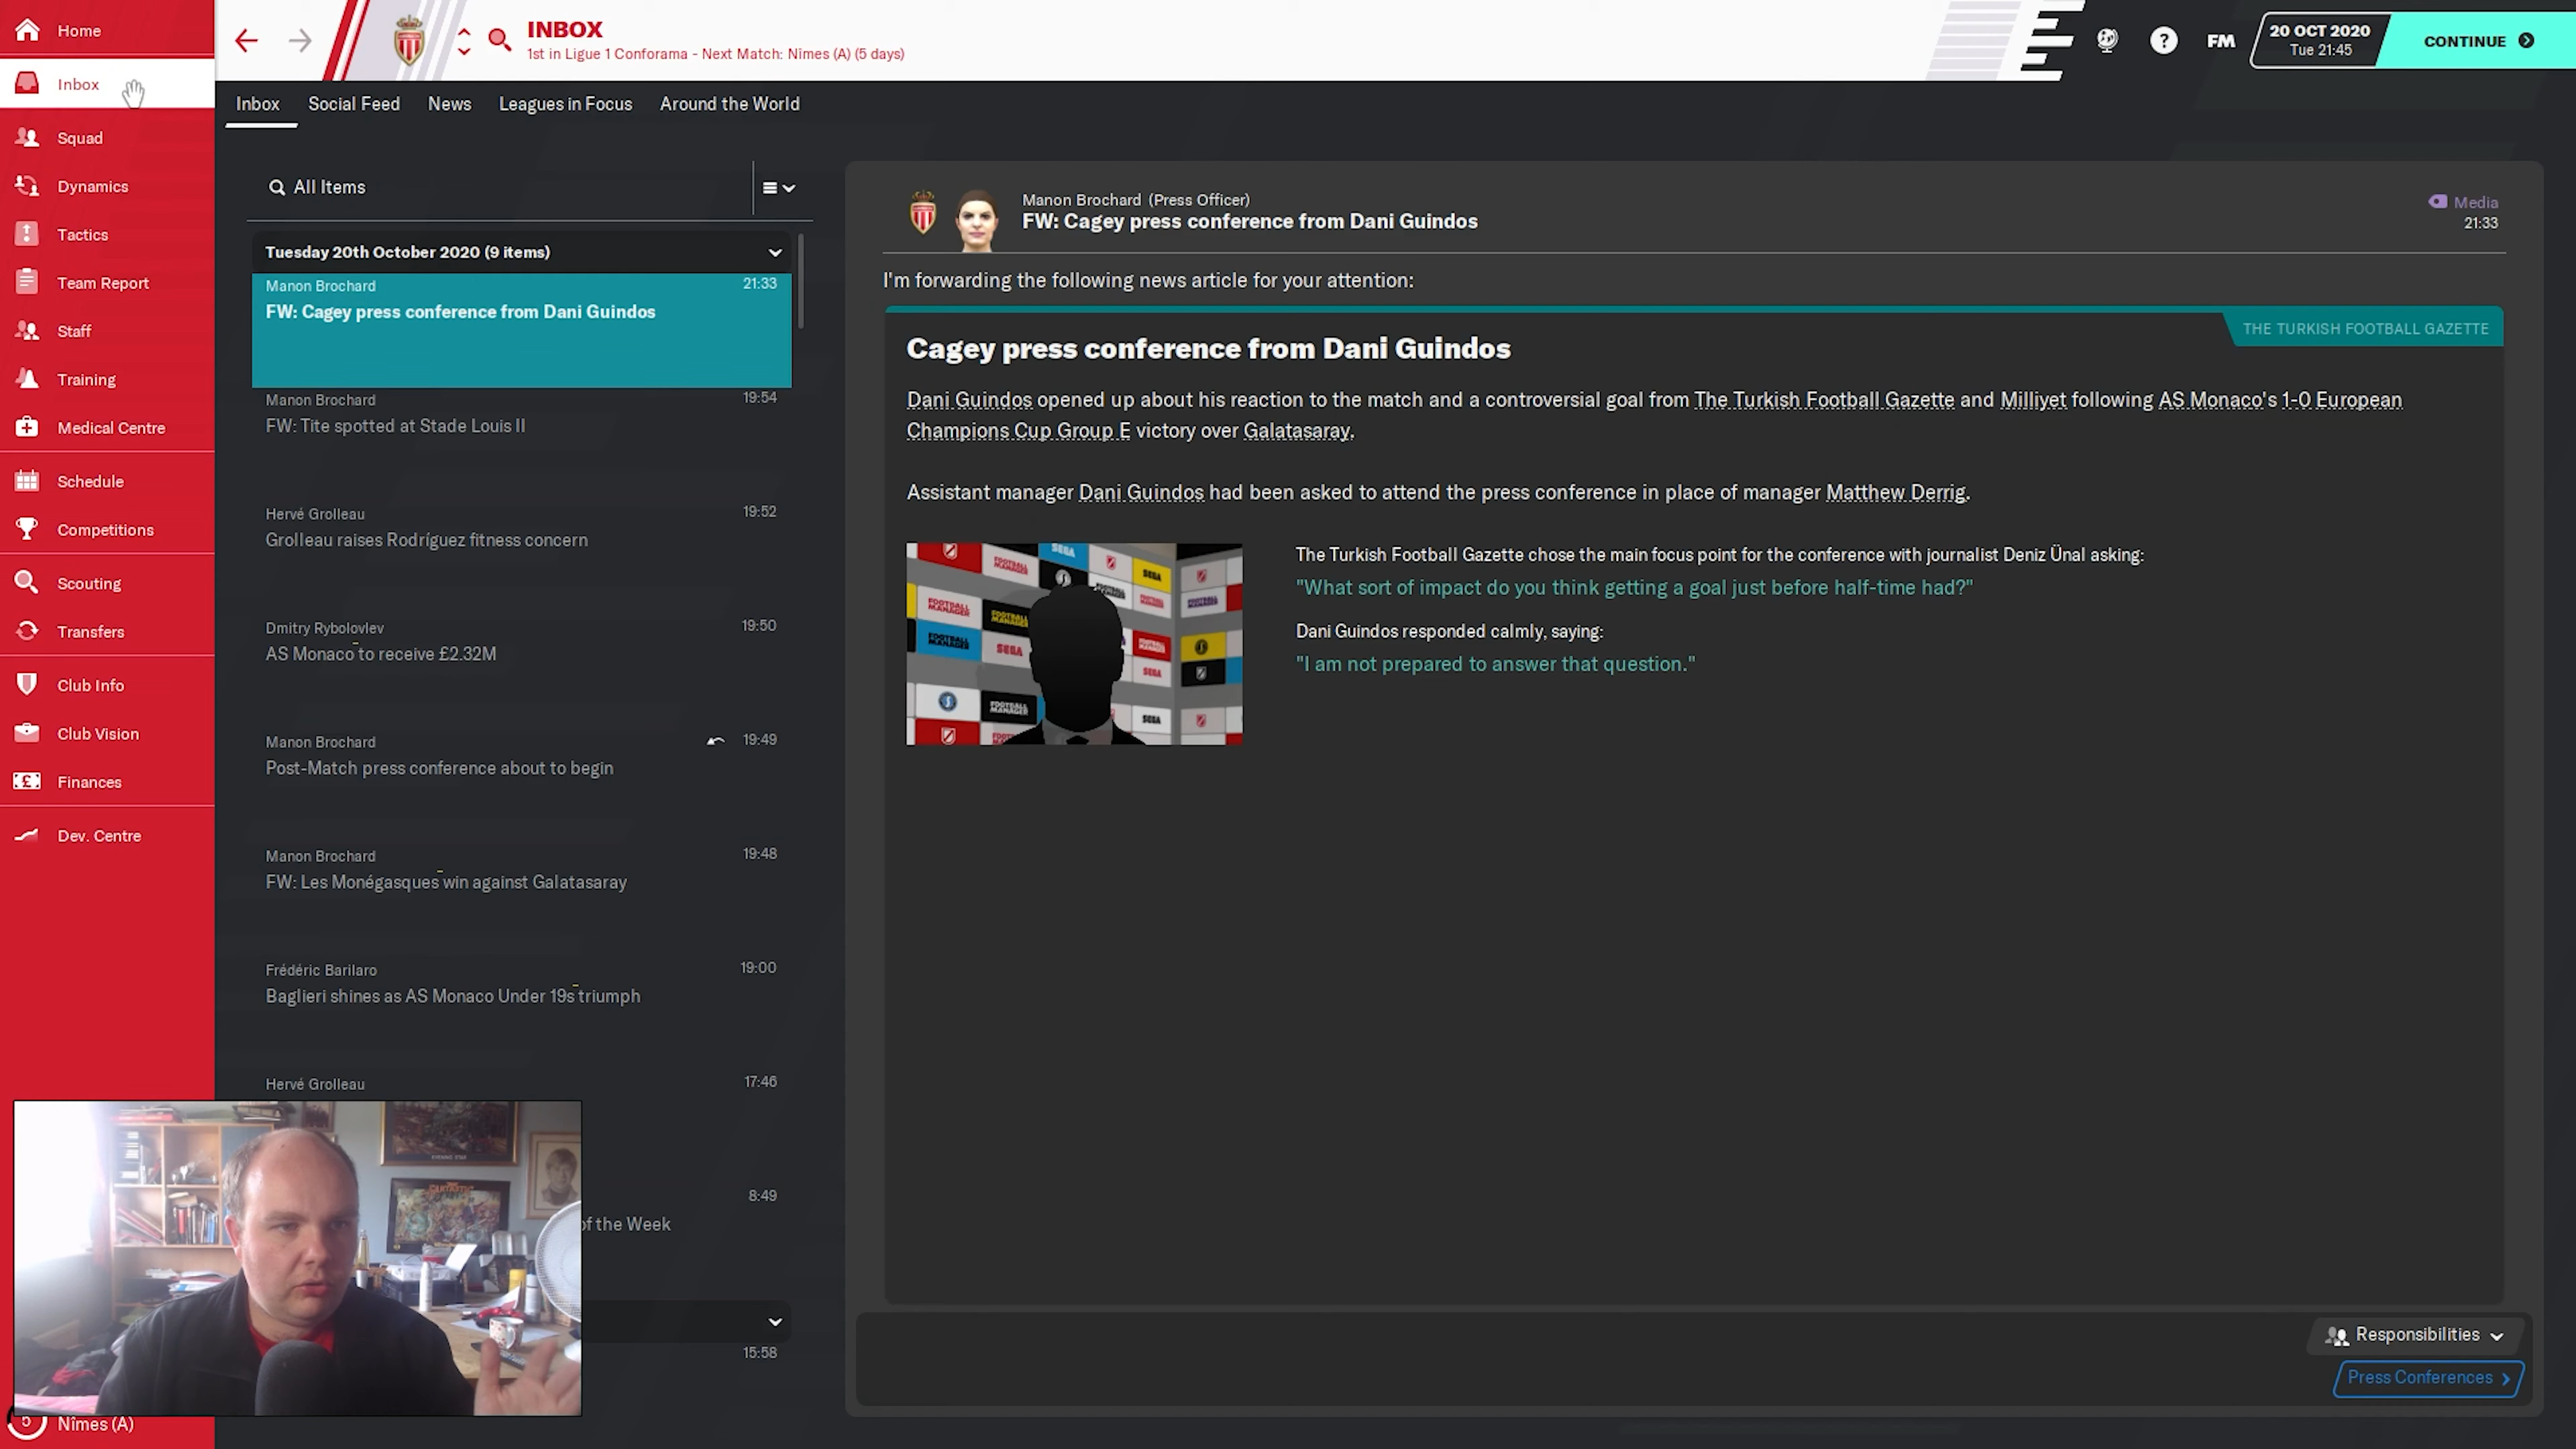 Home
Inbox
Squad
Dynamics
Tactics
Team Report
Staff
Training
Medical Centre
Schedule
Competitions
Scouting
Transfers
Club Info
Club Vision
Finances
Dev. Centre
5
Nîmes (A)
INBOX
1st in Ligue 1 Conforama - Next Match: Nîmes (A) (5 days)
?
FM
20 OCT 2020
Tue 21:45
CONTINUE
Inbox Social Feed News Leagues in Focus Around the World
All Items
Tuesday 20th October 2020 (9 items)
Manon Brochard 21:33
FW: Cagey press conference from Dani Guindos
Manon Brochard 19:54
FW: Tite spotted at Stade Louis II
Hervé Grolleau 19:52
Grolleau raises Rodríguez fitness concern
Dmitry Rybolovlev 19:50
AS Monaco to receive £2.32M
Manon Brochard 19:49
Post-Match press conference about to begin
Manon Brochard 19:48
FW: Les Monégasques win against Galatasaray
Frédéric Barilaro 19:00
Baglieri shines as AS Monaco Under 19s triumph
Hervé Grolleau 17:46
8:49
of the Week
15:58
Manon Brochard (Press Officer)
FW: Cagey press conference from Dani Guindos
Media
21:33
I'm forwarding the following news article for your attention:
THE TURKISH FOOTBALL GAZETTE
Cagey press conference from Dani Guindos
Dani Guindos opened up about his reaction to the match and a controversial goal from The Turkish Football Gazette and Milliyet following AS Monaco's 1-0 European
Champions Cup Group E victory over Galatasaray.
Assistant manager Dani Guindos had been asked to attend the press conference in place of manager Matthew Derrig.
The Turkish Football Gazette chose the main focus point for the conference with journalist Deniz Ünal asking:
"What sort of impact do you think getting a goal just before half-time had?"
Dani Guindos responded calmly, saying:
"I am not prepared to answer that question."
FOOTBALL MANAGER
SEGA
Responsibilities
Press Conferences